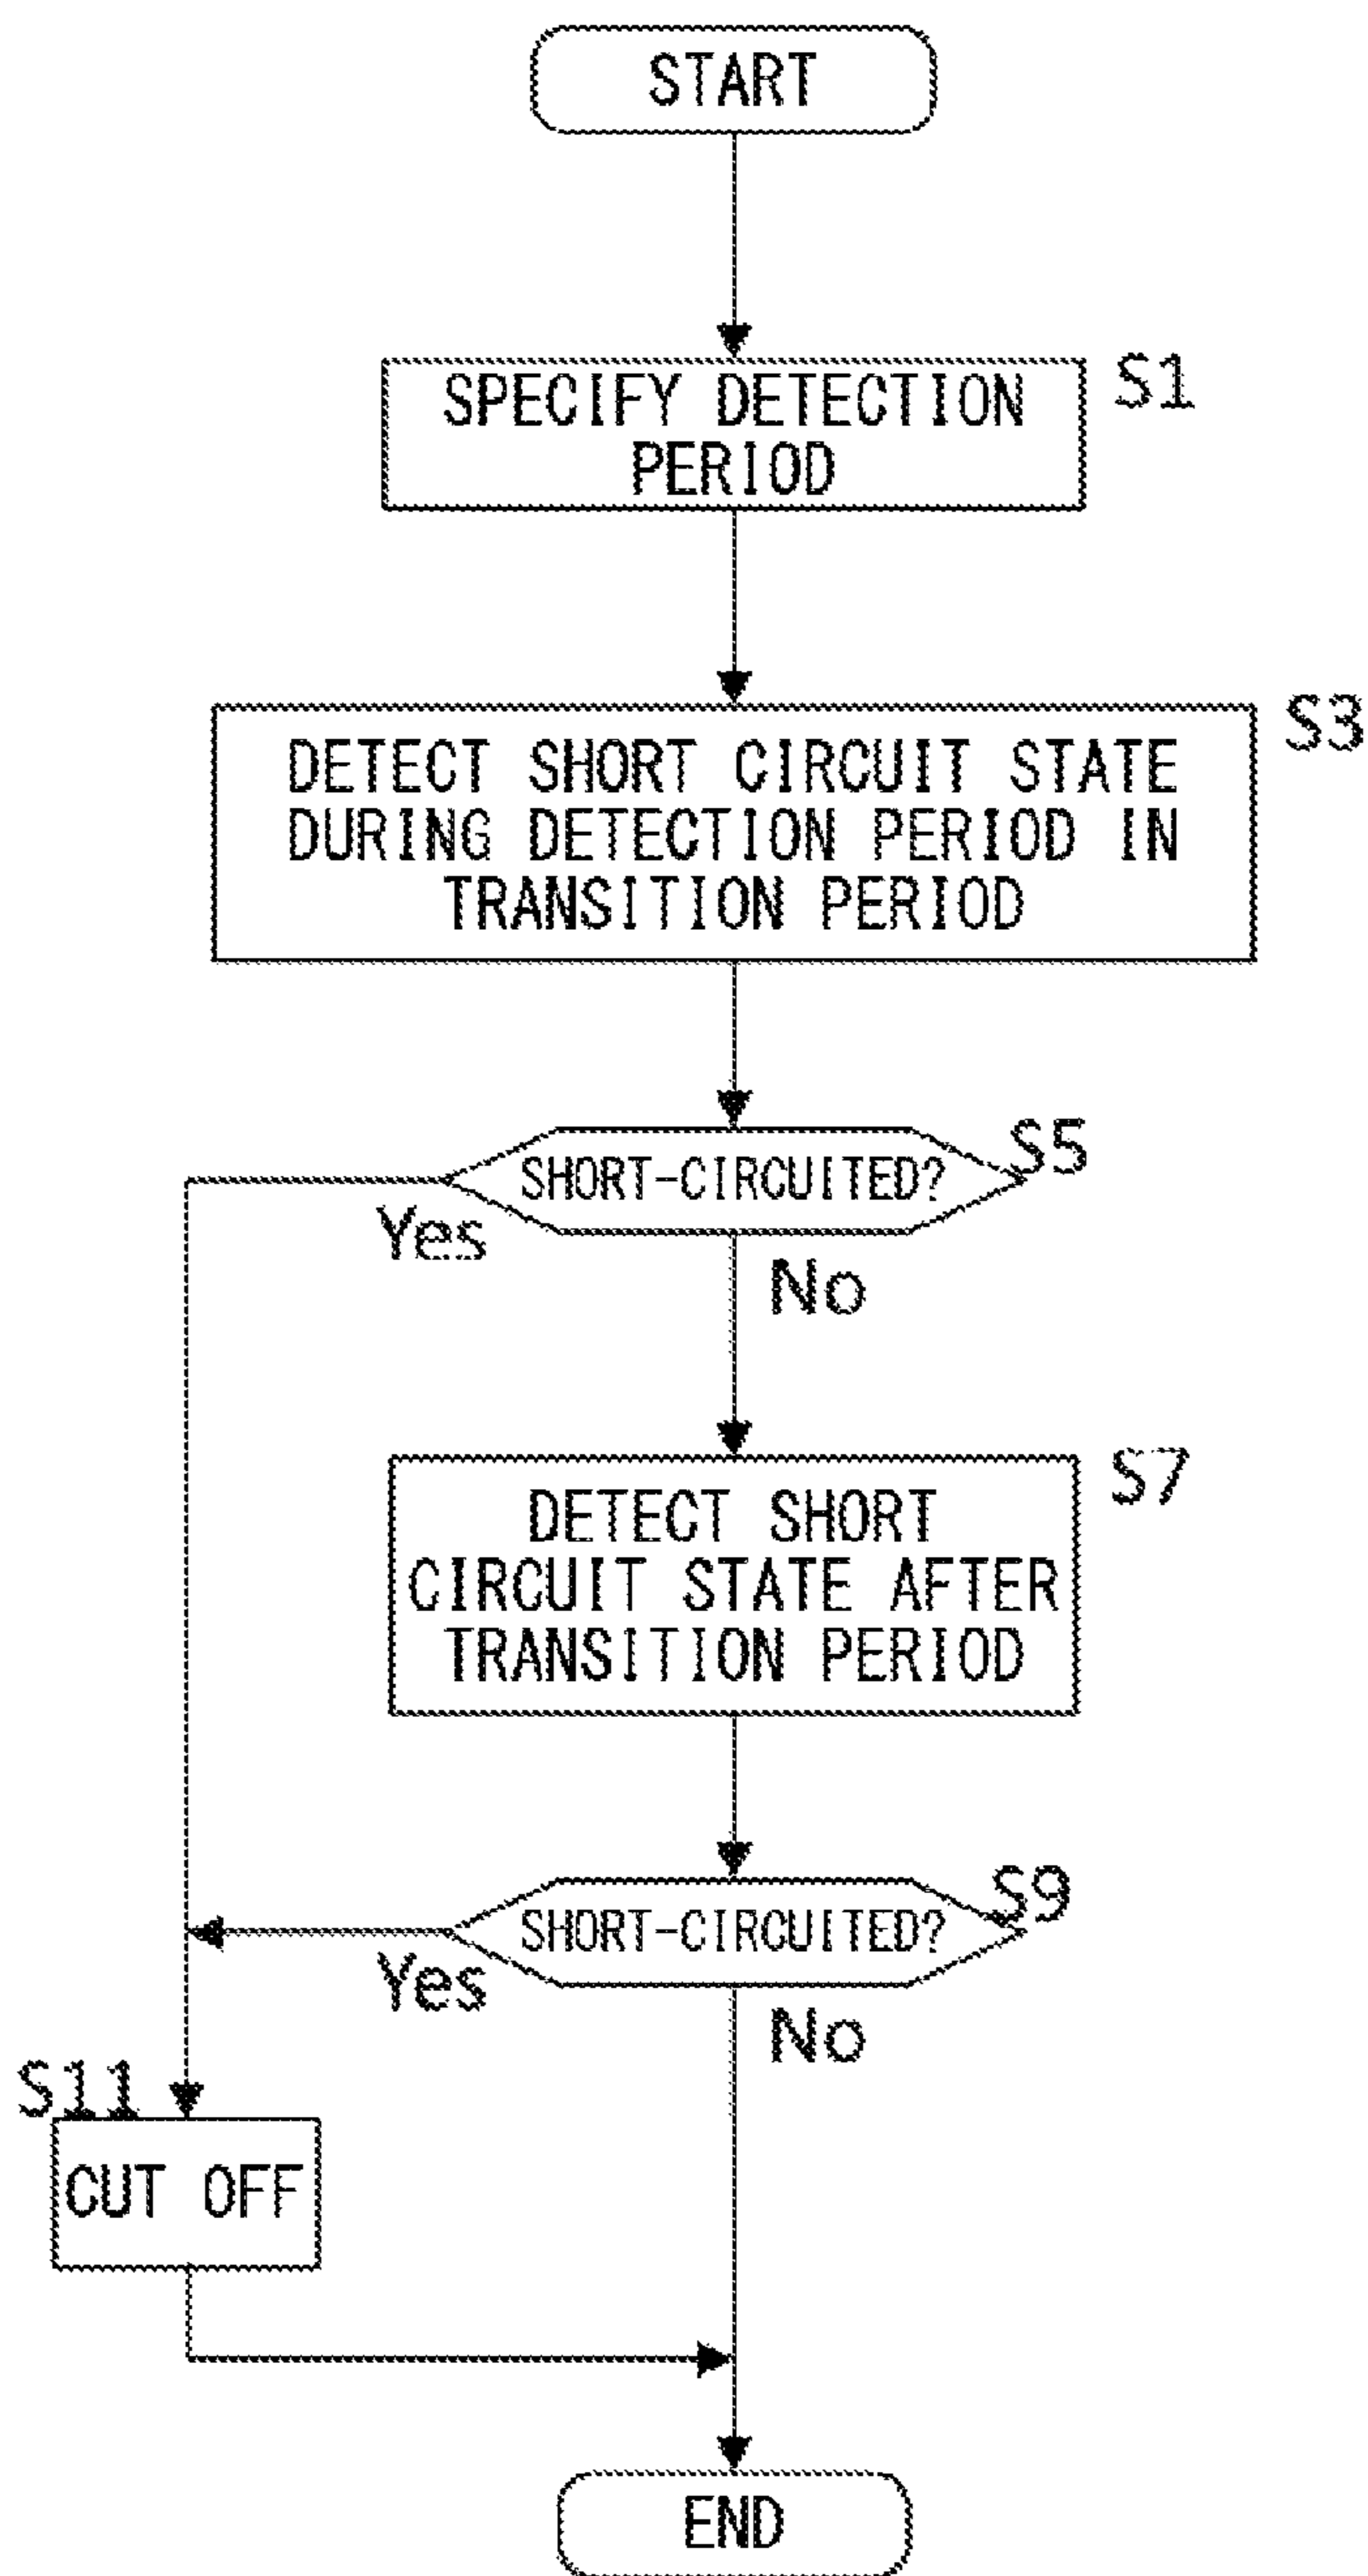 START
SPECIFY DETECTION
PERIOD
S1
DETECT SHORT CIRCUIT STATE
DURING DETECTION PERIOD IN
TRANSITION PERIOD
S3
SHORT-CIRCUITED?
S5
Yes
No
DETECT SHORT
CIRCUIT STATE AFTER
TRANSITION PERIOD
S7
SHORT-CIRCUITED?
S9
Yes
No
S11
CUT OFF
END